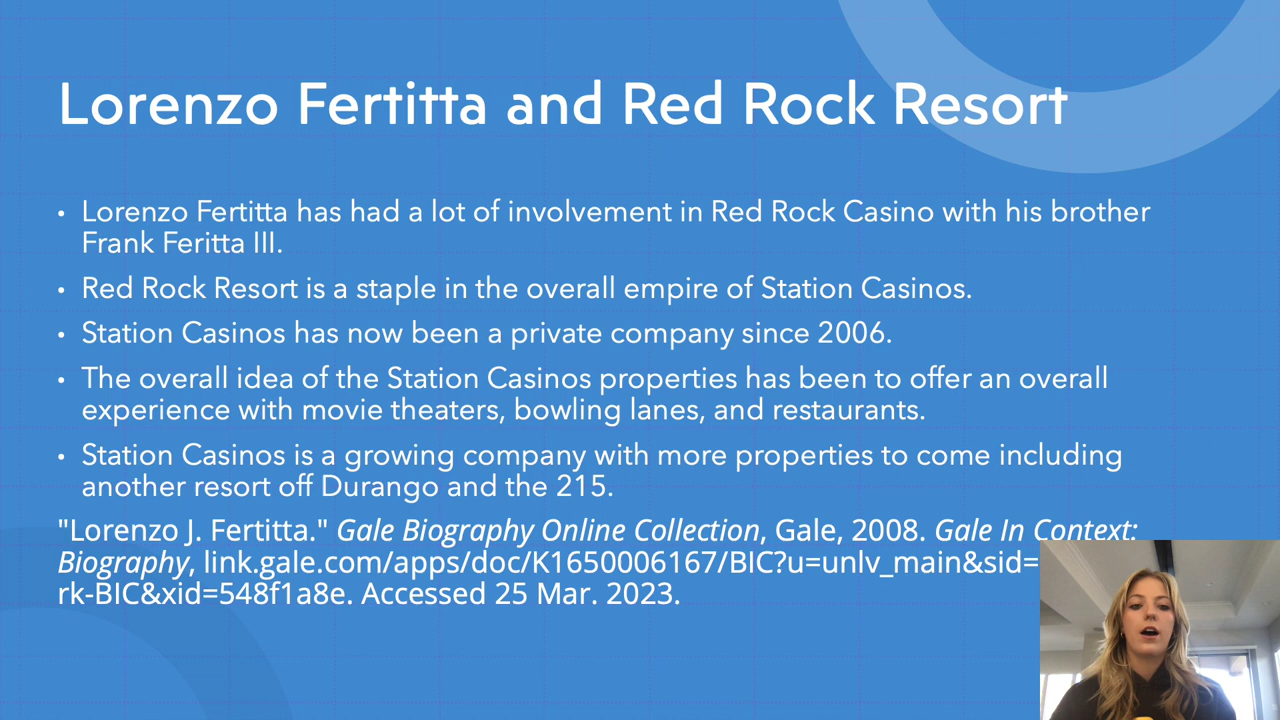 Lorenzo Fertitta and Red Rock Resort
• Lorenzo Fertitta has had a lot of involvement in Red Rock Casino with his brother
Frank Feritta III.
• Red Rock Resort is a staple in the overall empire of Station Casinos.
• Station Casinos has now been a private company since 2006.
• The overall idea of the Station Casinos properties has been to offer an overall
experience with movie theaters, bowling lanes, and restaurants.
• Station Casinos is a growing company with more properties to come including
another resort off Durango and the 215.
"Lorenzo J. Fertitta." Gale Biography Online Collection, Gale, 2008. Gale In Context:
Biography, link.gale.com/apps/doc/K1650006167/BIC?u=unlv_main&sid=
rk-BIC&xid=548f1a8e. Accessed 25 Mar. 2023.